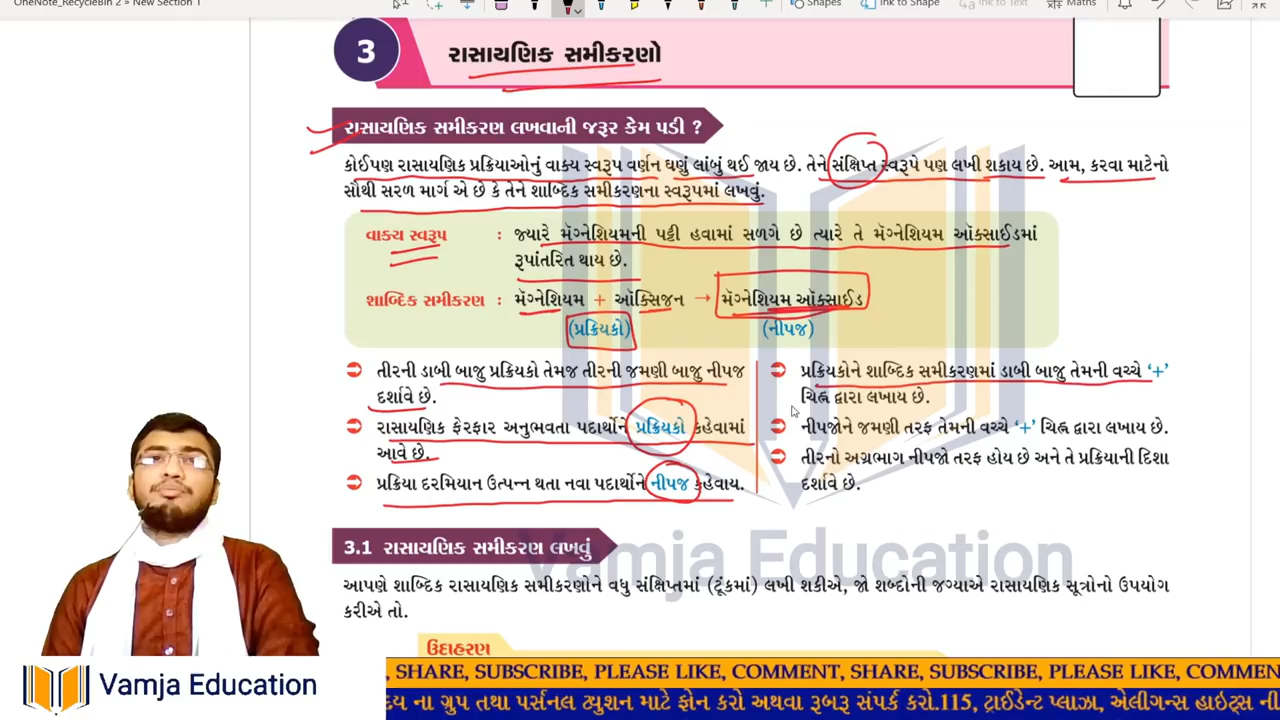 OneNote_RecycleBin 2 » New Section 1
Shapes
Ink to Shape
Ink to Text
Maths
3
રાસાયણિક સમીકરણો
રાસાયણિક સમીકરણ લખવાની જરૂર કેમ પડી ?
કોઈપણ રાસાયણિક પ્રક્રિયાઓનું વાક્ય સ્વરૂપ વર્ણન ઘણું લાંબું થઈ જાય છે. તેને સંક્ષિપ્ત સ્વરૂપે પણ લખી શકાય છે. આમ, કરવા માટેનો
સૌથી સરળ માર્ગ એ છે કે તેને શાબ્દિક સમીકરણના સ્વરૂપમાં લખવું.
વાક્ય સ્વરૂપ : જ્યારે મૅગ્નેશિયમની પટ્ટી હવામાં સળગે છે ત્યારે તે મૅગ્નેશિયમ ઑક્સાઈડમાં
રૂપાંતરિત થાય છે.
શાબ્દિક સમીકરણ : મૅગ્નેશિયમ + ઑક્સિજન → મૅગ્નેશિયમ ઑક્સાઈડ
(પ્રક્રિયકો) (નીપજ)
તીરની ડાબી બાજુ પ્રક્રિયકો તેમજ તીરની જમણી બાજુ નીપજ
દર્શાવે છે.
રાસાયણિક ફેરફાર અનુભવતા પદાર્થોને પ્રક્રિયકો કહેવામાં
આવે છે.
પ્રક્રિયા દરમિયાન ઉત્પન્ન થતા નવા પદાર્થોને નીપજ કહેવાય.
પ્રક્રિયકોને શાબ્દિક સમીકરણમાં ડાબી બાજુ તેમની વચ્ચે ‘+’
ચિહ્ન દ્વારા લખાય છે.
નીપજોને જમણી તરફ તેમની વચ્ચે ‘+’ ચિહ્ન દ્વારા લખાય છે.
તીરનો અગ્રભાગ નીપજો તરફ હોય છે અને તે પ્રક્રિયાની દિશા
દર્શાવે છે.
3.1 રાસાયણિક સમીકરણ લખવું
Vamja Education
આપણે શાબ્દિક રાસાયણિક સમીકરણોને વધુ સંક્ષિપ્તમાં (ટૂંકમાં) લખી શકીએ, જો શબ્દોની જગ્યાએ રાસાયણિક સૂત્રોનો ઉપયોગ
કરીએ તો.
ઉદાહરણ
Vamja Education
, SHARE, SUBSCRIBE, PLEASE LIKE, COMMENT, SHARE, SUBSCRIBE, PLEASE LIKE, COMMEN
ના ગ્રુપ તથા પર્સનલ ટ્યુશન માટે ફોન કરો અથવા રૂબરૂ સંપર્ક કરો.115, ટ્રાઈડેન્ટ પ્લાઝા, એલીગન્સ હાઈટ્સ ની